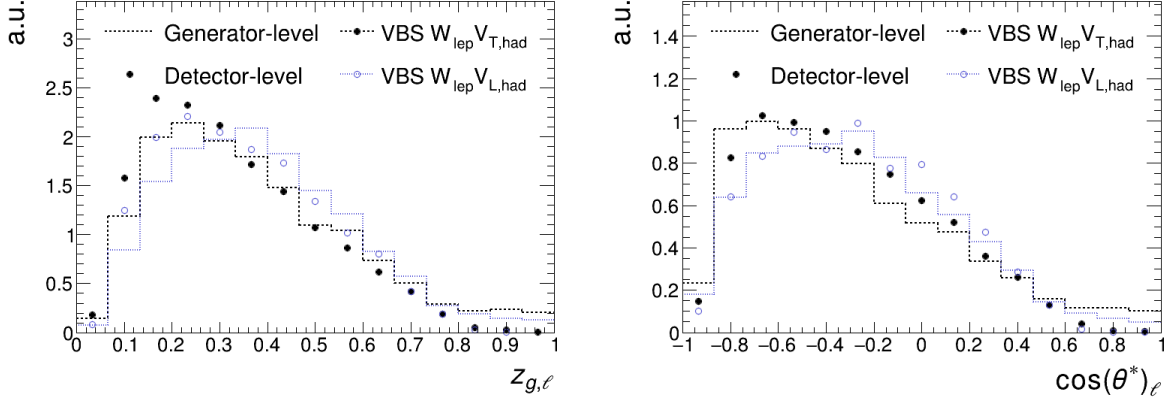 a.u.
3
2.5
2
1.5
1
0.5
0
Generator-level
VBS W_lep V_T,had
Detector-level
VBS W_lep V_L,had
0 0.1 0.2 0.3 0.4 0.5 0.6 0.7 0.8 0.9 1
z_g,ℓ
a.u.
1.4
1.2
1
0.8
0.6
0.4
0.2
0
Generator-level
VBS W_lep V_T,had
Detector-level
VBS W_lep V_L,had
−1 −0.8 −0.6 −0.4 −0.2 0 0.2 0.4 0.6 0.8 1
cos(θ*)_ℓ